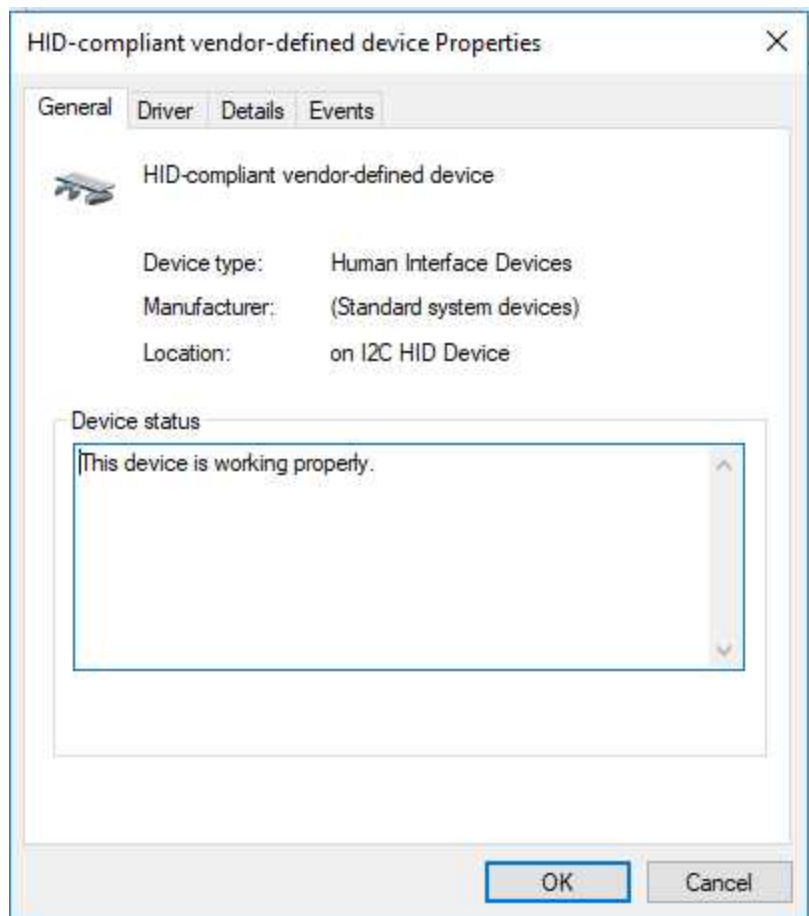 HID-compliant vendor-defined device Properties
General Driver Details Events
HID-compliant vendor-defined device
Device type: Human Interface Devices
Manufacturer: (Standard system devices)
Location: on I2C HID Device
Device status
This device is working properly.
OK Cancel